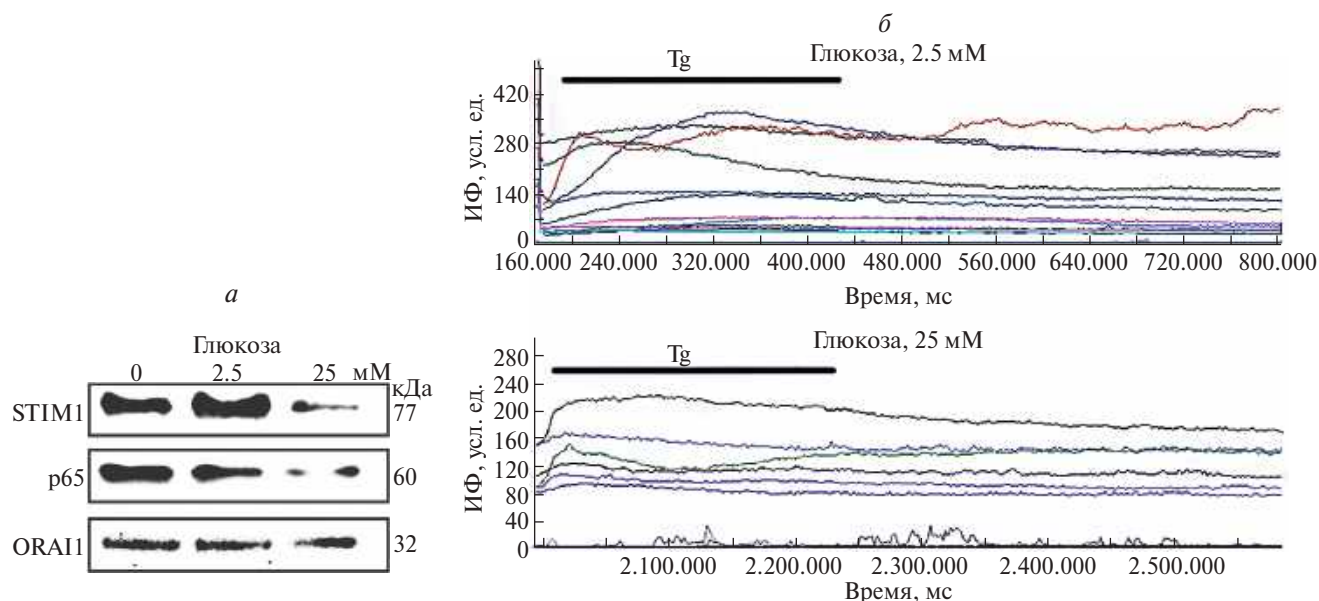 а
Глюкоза
0 2.5 25 мМ
кДа
STIM1 77
p65 60
ORAI1 32
б
Глюкоза, 2.5 мМ
Tg
ИФ, усл. ед.
420
280
140
0
160.000 240.000 320.000 400.000 480.000 560.000 640.000 720.000 800.000
Время, мс
Глюкоза, 25 мМ
Tg
ИФ, усл. ед.
280
240
200
160
120
80
40
0
2.100.000 2.200.000 2.300.000 2.400.000 2.500.000
Время, мс